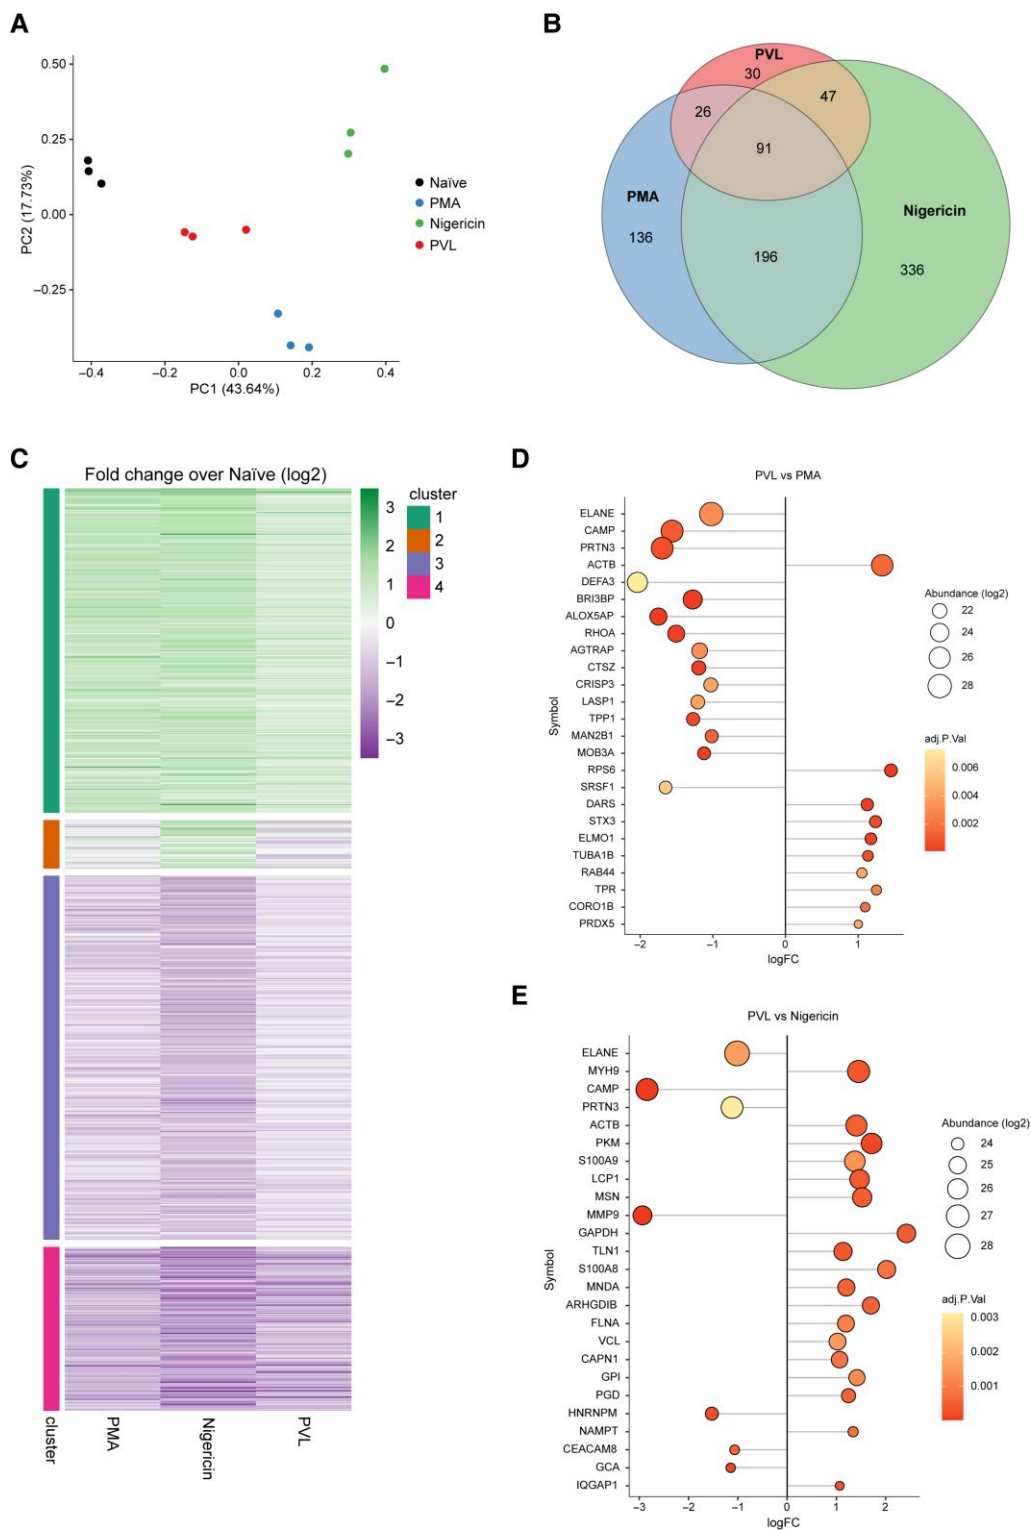 A
0.50
0.25
0.00
−0.25
−0.4
−0.2
0.0
0.2
0.4
PC2 (17.73%)
PC1 (43.64%)
Naïve
PMA
Nigericin
PVL
B
PVL
30
26
47
91
PMA
136
Nigericin
196
336
C
Fold change over Naïve (log2)
3
2
1
0
−1
−2
−3
cluster
1
2
3
4
cluster
PMA
Nigericin
PVL
D
PVL vs PMA
Symbol
ELANE
CAMP
PRTN3
ACTB
DEFA3
BRI3BP
ALOX5AP
RHOA
AGTRAP
CTSZ
CRISP3
LASP1
TPP1
MAN2B1
MOB3A
RPS6
SRSF1
DARS
STX3
ELMO1
TUBA1B
RAB44
TPR
CORO1B
PRDX5
−2
−1
0
1
logFC
Abundance (log2)
22
24
26
28
adj.P.Val
0.006
0.004
0.002
E
PVL vs Nigericin
Symbol
ELANE
MYH9
CAMP
PRTN3
ACTB
PKM
S100A9
LCP1
MSN
MMP9
GAPDH
TLN1
S100A8
MNDA
ARHGDIB
FLNA
VCL
CAPN1
GPI
PGD
HNRNPM
NAMPT
CEACAM8
GCA
IQGAP1
−3
−2
−1
0
1
2
logFC
Abundance (log2)
24
25
26
27
28
adj.P.Val
0.003
0.002
0.001